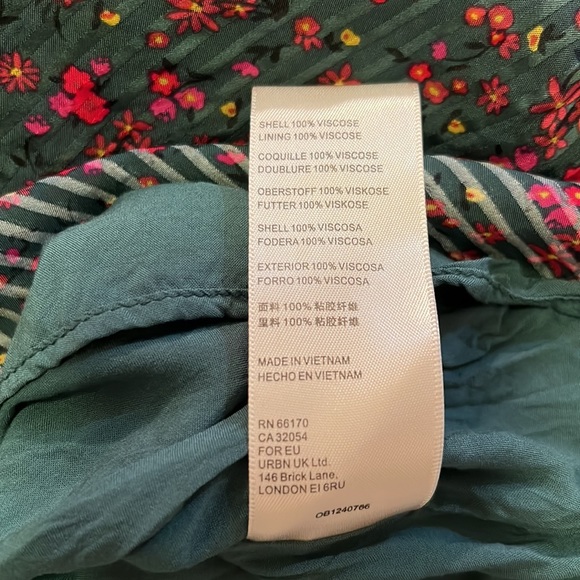 SHELL 100% VISCOSE
LINING 100% VISCOSE
COQUILLE 100% VISCOSE
DOUBLURE 100% VISCOSE
OBERSTOFF 100% VISKOSE
FUTTER 100% VISKOSE
SHELL 100% VISCOSA
FODERA 100% VISCOSA
EXTERIOR 100% VISCOSA
FORRO 100% VISCOSA
面料 100% 粘胶纤维
里料 100% 粘胶纤维
MADE IN VIETNAM
HECHO EN VIETNAM
RN 66170
CA 32054
FOR EU
URBN UK Ltd.
146 Brick Lane,
LONDON EI 6RU
OB1240766